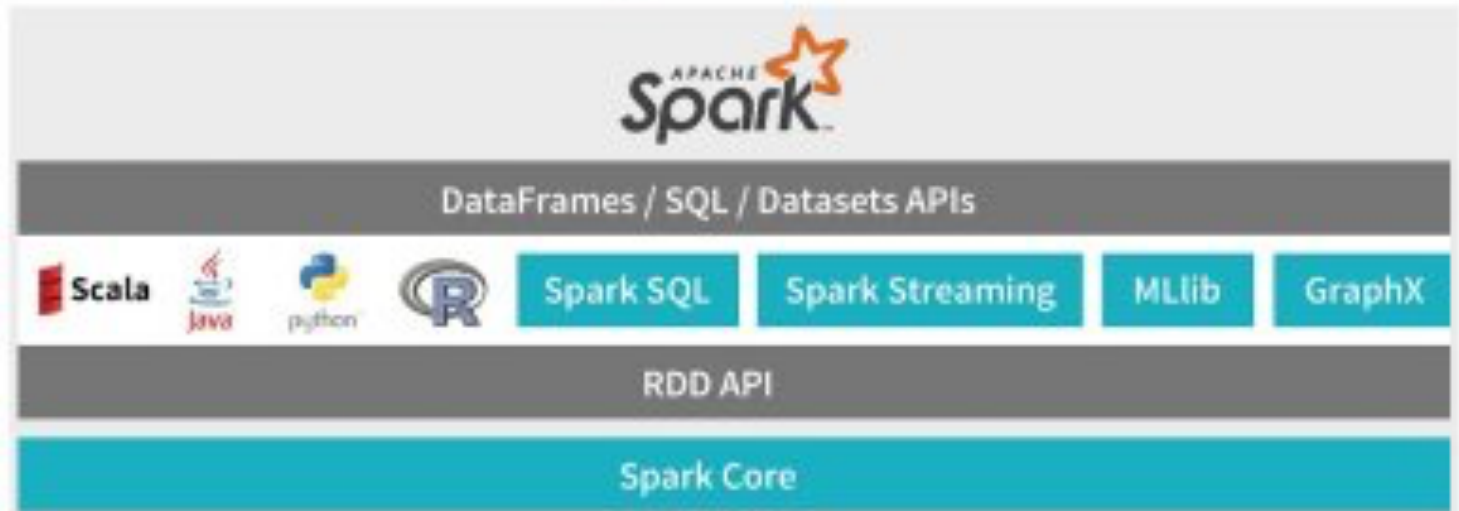 APACHE
Spark
DataFrames / SQL / Datasets APIs
Scala Java python R Spark SQL Spark Streaming MLlib GraphX
RDD API
Spark Core